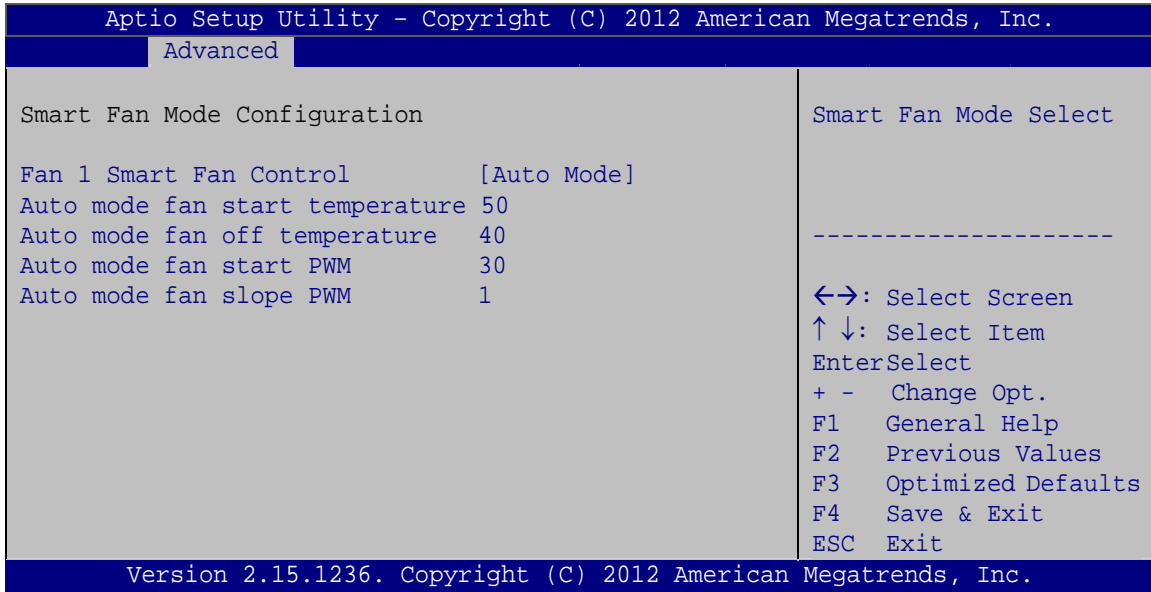 Aptio Setup Utility – Copyright (C) 2012 American Megatrends, Inc.
Advanced
Smart Fan Mode Configuration
Fan 1 Smart Fan Control [Auto Mode]
Auto mode fan start temperature 50
Auto mode fan off temperature 40
Auto mode fan start PWM 30
Auto mode fan slope PWM 1
Smart Fan Mode Select
---------------------
←→: Select Screen
↑ ↓: Select Item
EnterSelect
+ - Change Opt.
F1 General Help
F2 Previous Values
F3 Optimized Defaults
F4 Save & Exit
ESC Exit
Version 2.15.1236. Copyright (C) 2012 American Megatrends, Inc.